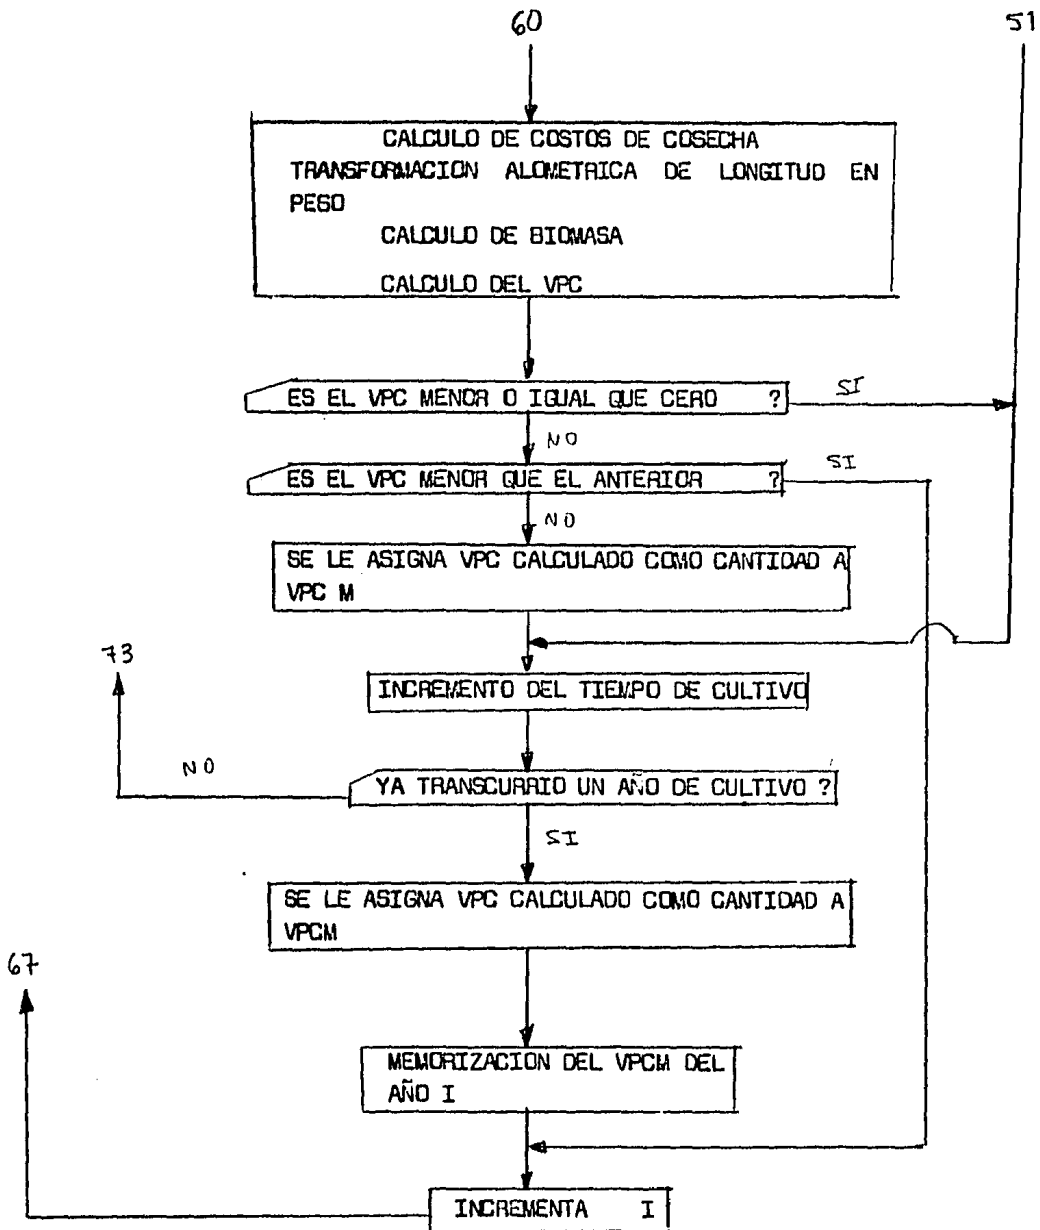 60
51
CALCULO DE COSTOS DE COSECHA
TRANSFORMACION ALOMETRICA DE LONGITUD EN
PESO
CALCULO DE BIOMASA
CALCULO DEL VPC
ES EL VPC MENOR O IGUAL QUE CERO ?
SI
NO
ES EL VPC MENOR QUE EL ANTERIOR ?
SI
NO
SE LE ASIGNA VPC CALCULADO COMO CANTIDAD A
VPC M
73
INCREMENTO DEL TIEMPO DE CULTIVO
NO
YA TRANSCURRIO UN AÑO DE CULTIVO ?
SI
SE LE ASIGNA VPC CALCULADO COMO CANTIDAD A
VPCM
67
MEMORIZACION DEL VPCM DEL
AÑO I
INCREMENTA I